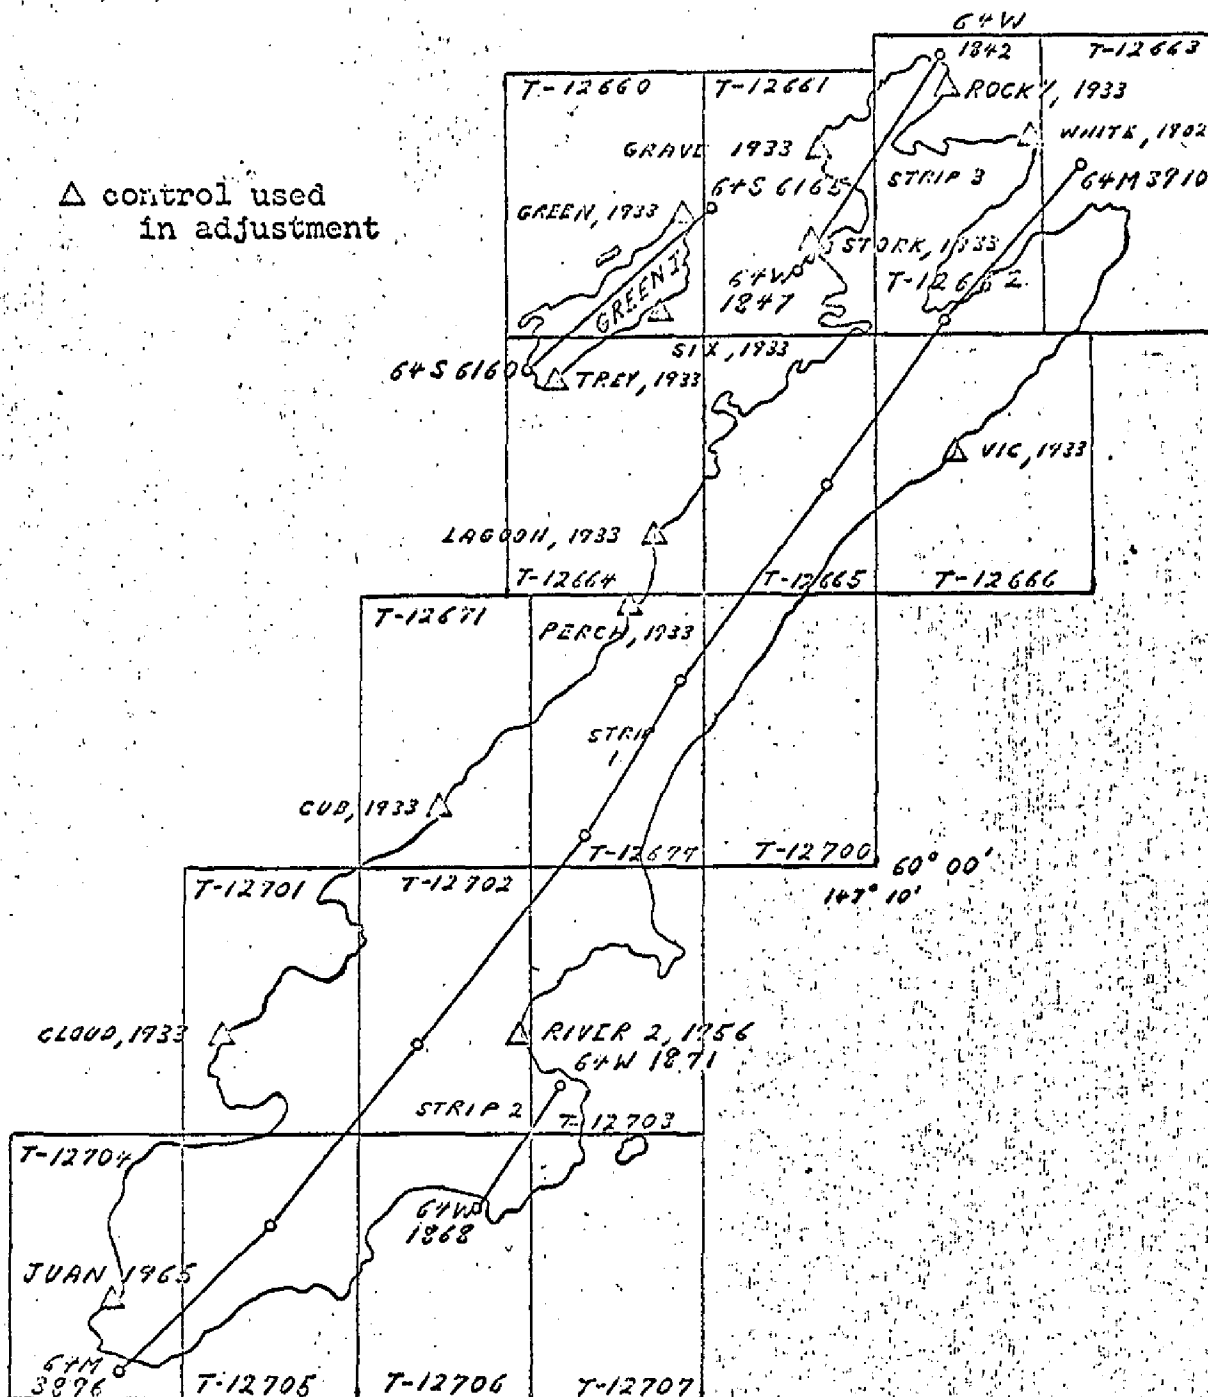 64W
1842
T-12663
T-12660
T-12661
ROCKY, 1933
GRAVE 1933
WHITE, 1902
△ control used
in adjustment
64S 6165
STRIP 3
64M 3910
GREEN, 1933
STORK, 1933
GREEN I
64W
1847
T-12662
SIX, 1933
64S 6160
TREY, 1933
VIC, 1933
LAGOON, 1933
T-12664
T-12665
T-12666
T-12671
PERCH, 1933
STRIP
1
CUB, 1933
T-12677
T-12700
60° 00'
147° 10'
T-12701
T-12702
CLOUD, 1933
RIVER 2, 1956
64W 1871
STRIP 2
T-12703
T-12704
64W
1868
JUAN 1965
64M
3896
T-12705
T-12706
T-12707